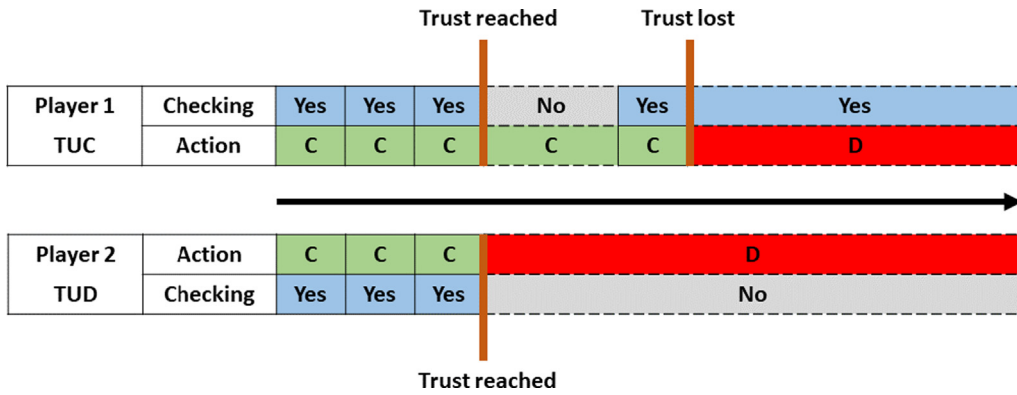 Trust reached Trust lost
Player 1 Checking Yes Yes Yes No Yes Yes
TUC Action C C C C C D
Player 2 Action C C C D
TUD Checking Yes Yes Yes No
Trust reached